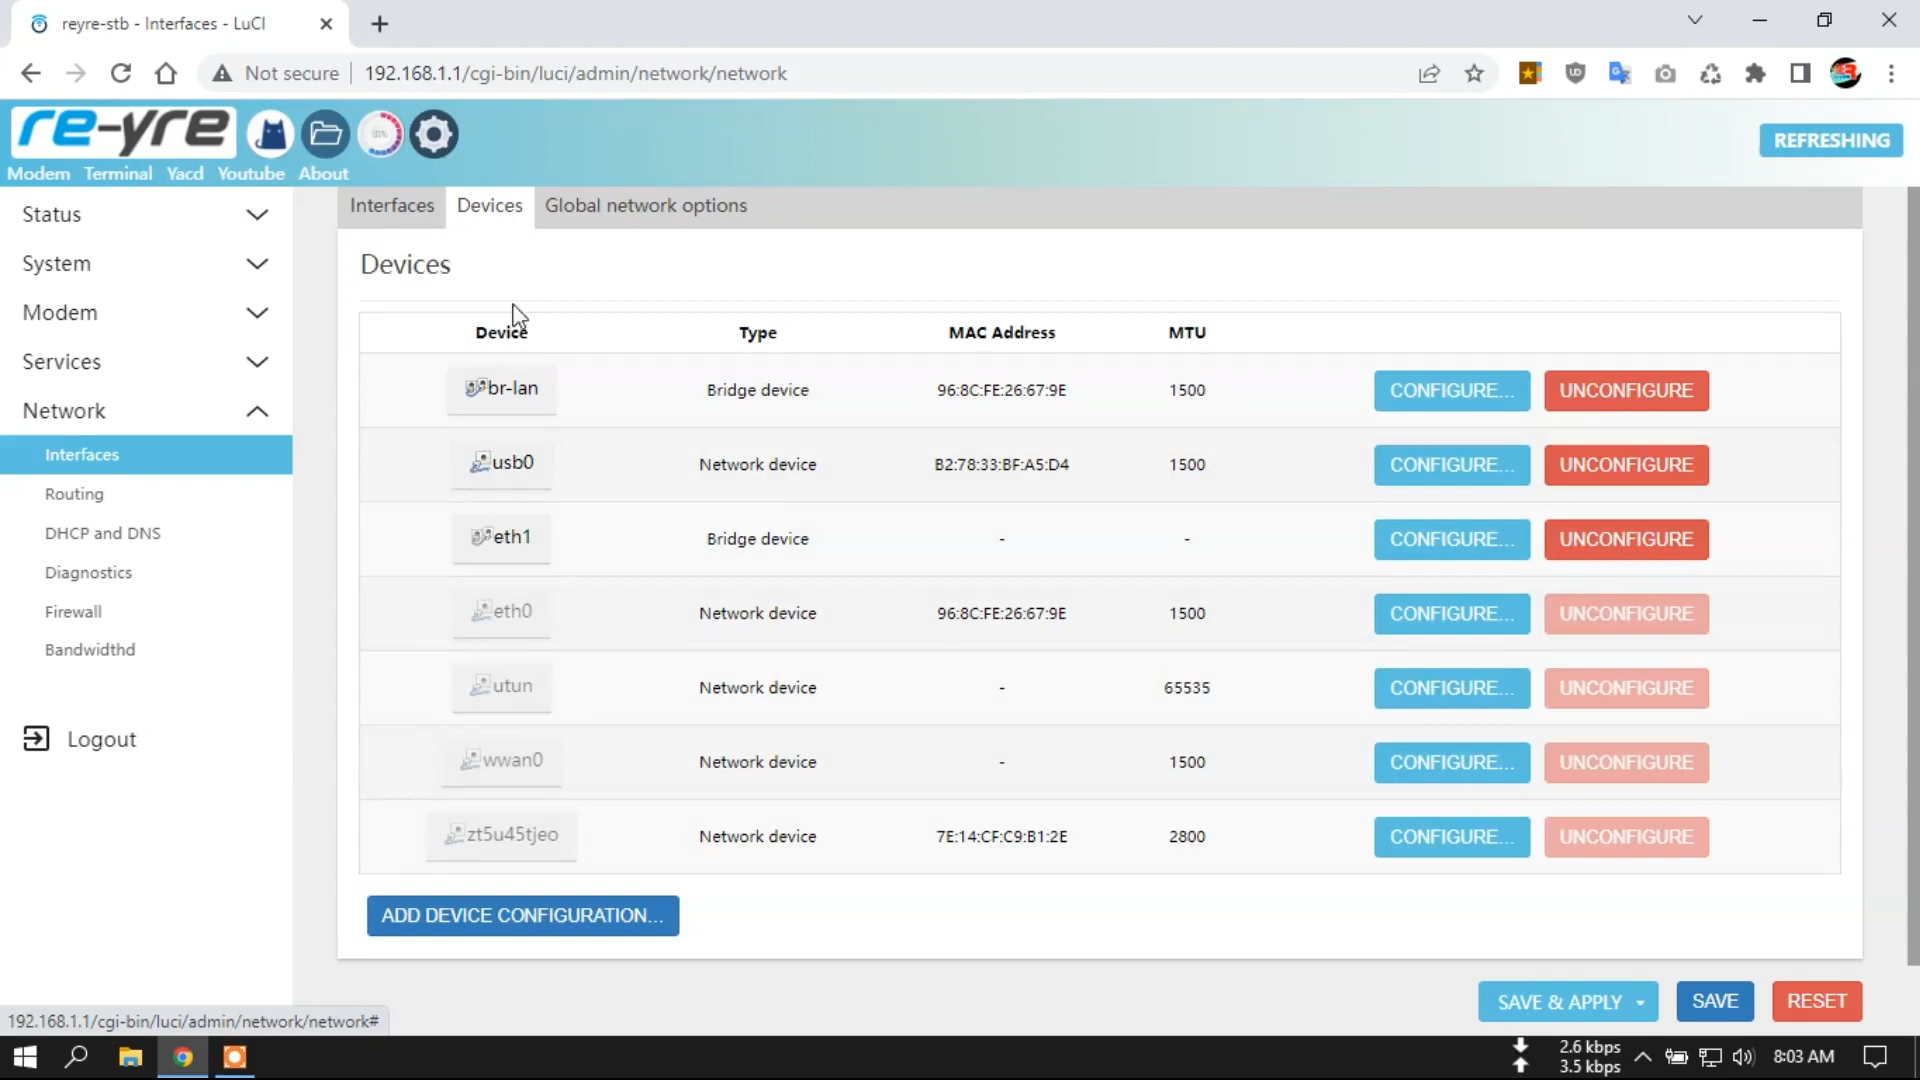 reyre-stb - Interfaces - LuCI
Not secure
192.168.1.1/cgi-bin/luci/admin/network/network
re-yre
Modem Terminal Yacd Youtube About
REFRESHING
Status
System
Modem
Services
Network
Interfaces
Routing
DHCP and DNS
Diagnostics
Firewall
Bandwidthd
Logout
Interfaces Devices Global network options
Devices
Device Type MAC Address MTU
br-lan Bridge device 96:8C:FE:26:67:9E 1500 CONFIGURE... UNCONFIGURE
usb0 Network device B2:78:33:BF:A5:D4 1500 CONFIGURE... UNCONFIGURE
eth1 Bridge device - - CONFIGURE... UNCONFIGURE
eth0 Network device 96:8C:FE:26:67:9E 1500 CONFIGURE... UNCONFIGURE
utun Network device - 65535 CONFIGURE... UNCONFIGURE
wwan0 Network device - 1500 CONFIGURE... UNCONFIGURE
zt5u45tjeo Network device 7E:14:CF:C9:B1:2E 2800 CONFIGURE... UNCONFIGURE
ADD DEVICE CONFIGURATION...
SAVE & APPLY SAVE RESET
192.168.1.1/cgi-bin/luci/admin/network/network#
2.6 kbps
3.5 kbps
8:03 AM